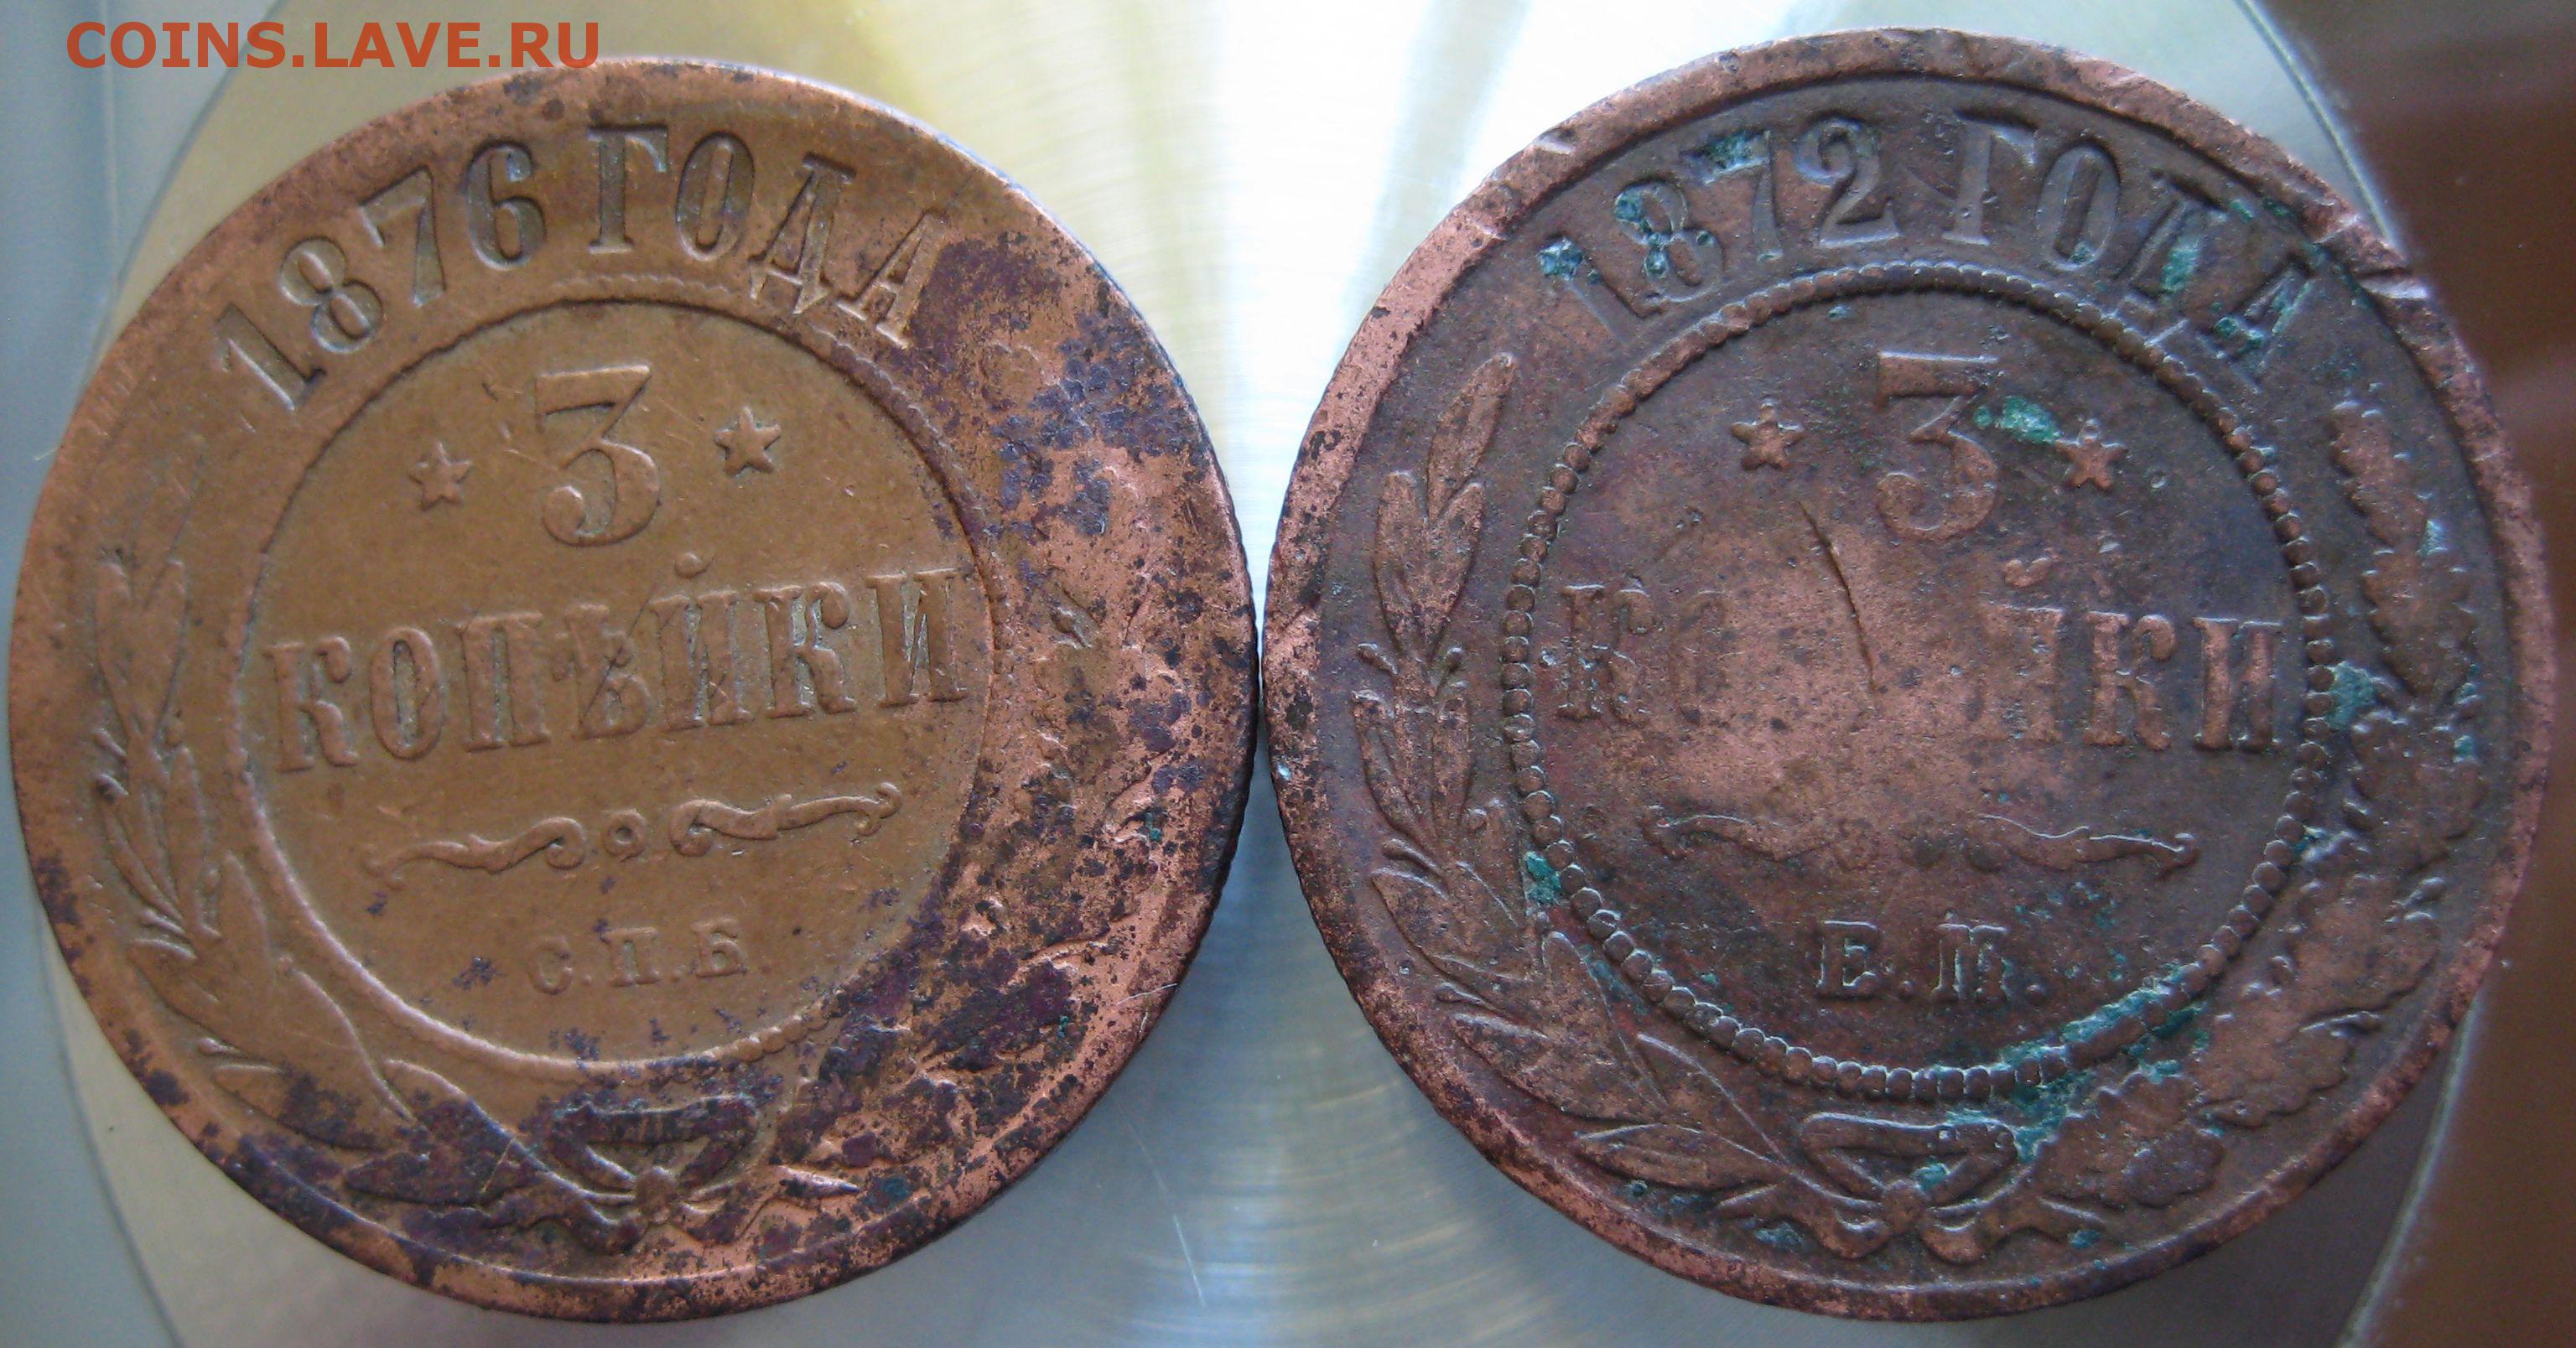 COINS.LAVE.RU
1876 ГОДА
3
КОПѢЙКИ
С.П.Б.
1872 ГОДА
3
Е.М.